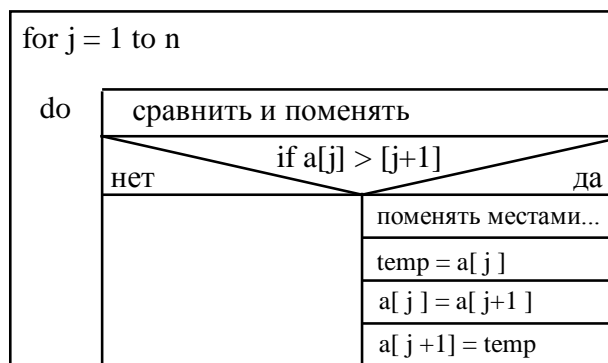 for j = 1 to n
do сравнить и поменять
if a[j] > [j+1]
нет да
поменять местами...
temp = a[ j ]
a[ j ] = a[ j+1 ]
a[ j +1] = temp